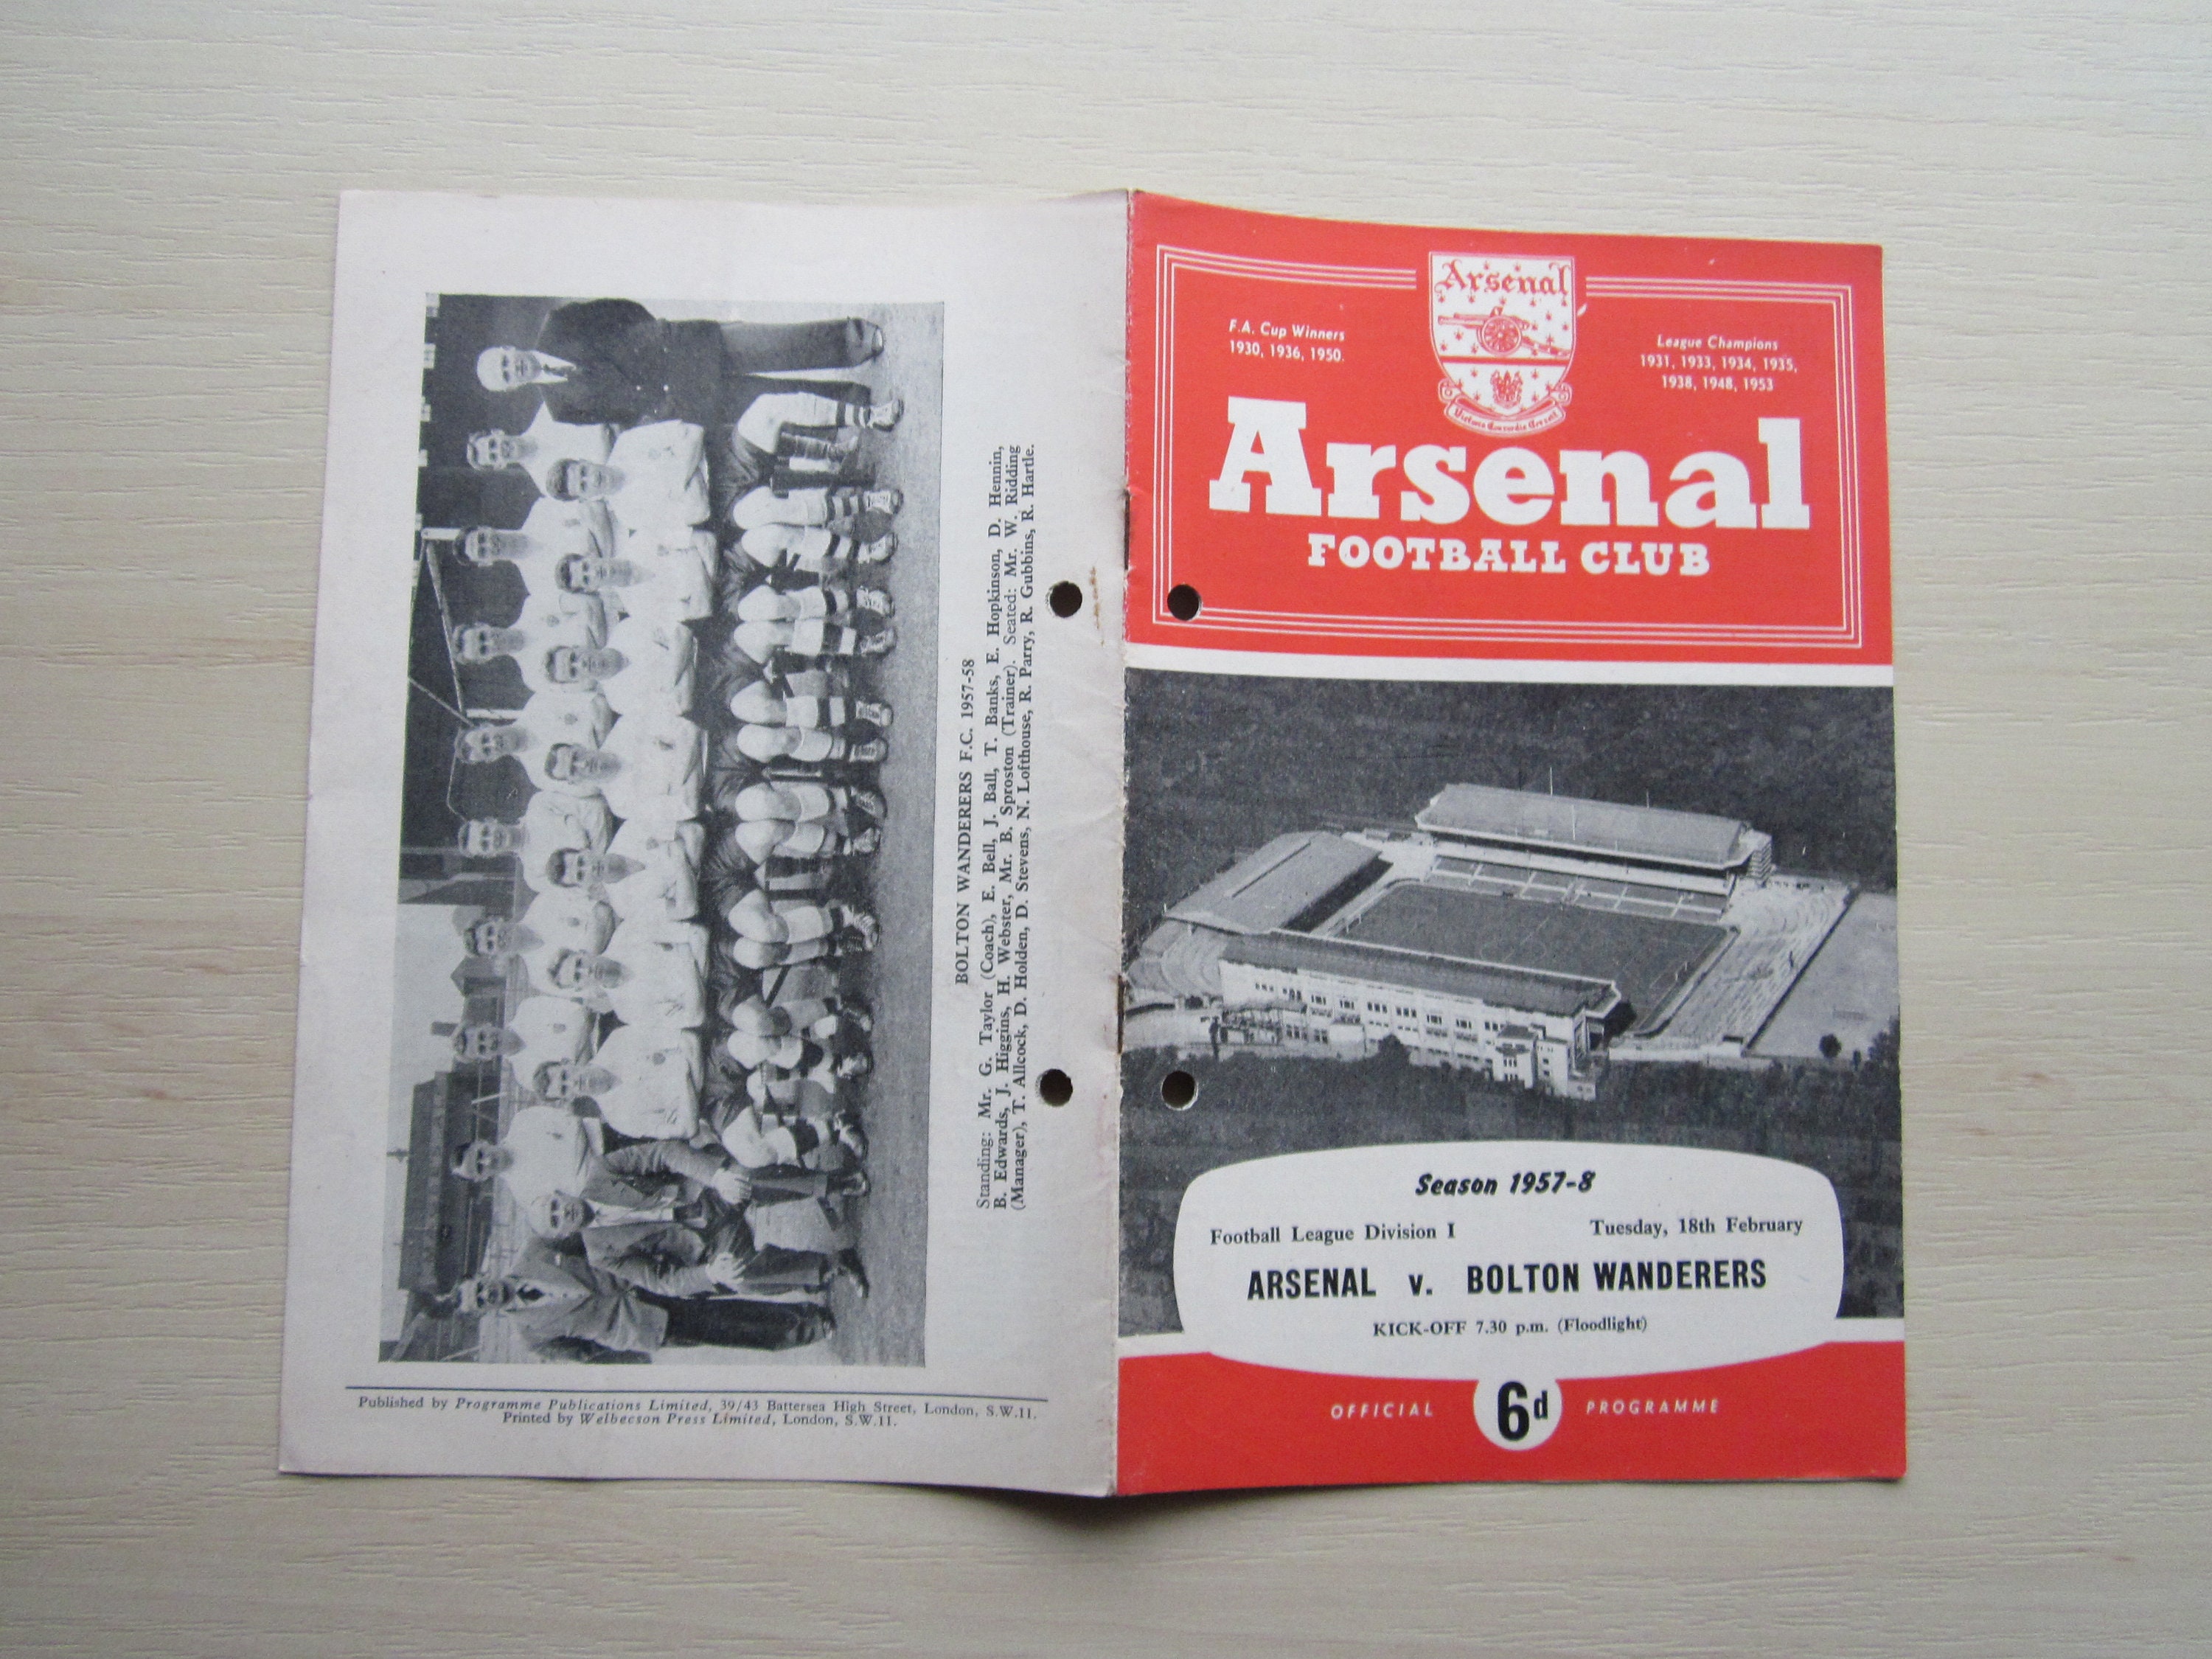 BOLTON WANDERERS F.C. 1957-58
Standing: Mr. G. Taylor (Coach), E. Bell, J. Ball, T. Banks, E. Hopkinson, D. Hennin,
B. Edwards, J. Higgins, H. Webster, Mr. B. Sproston (Trainer). Seated: Mr. W. Ridding
(Manager), T. Allcock, D. Holden, D. Stevens, N. Lofthouse, R. Parry, R. Gubbins, R. Hartle.
Published by Programme Publications Limited, 39/43 Battersea High Street, London, S.W.11.
Printed by Welbecson Press Limited, London, S.W.11.
Arsenal
Victoria Concordia Crescit
F.A. Cup Winners
1930, 1936, 1950.
League Champions
1931, 1933, 1934, 1935,
1938, 1948, 1953
Arsenal
FOOTBALL CLUB
Season 1957-8
Football League Division I
Tuesday, 18th February
ARSENAL v. BOLTON WANDERERS
KICK-OFF 7.30 p.m. (Floodlight)
OFFICIAL 6d PROGRAMME